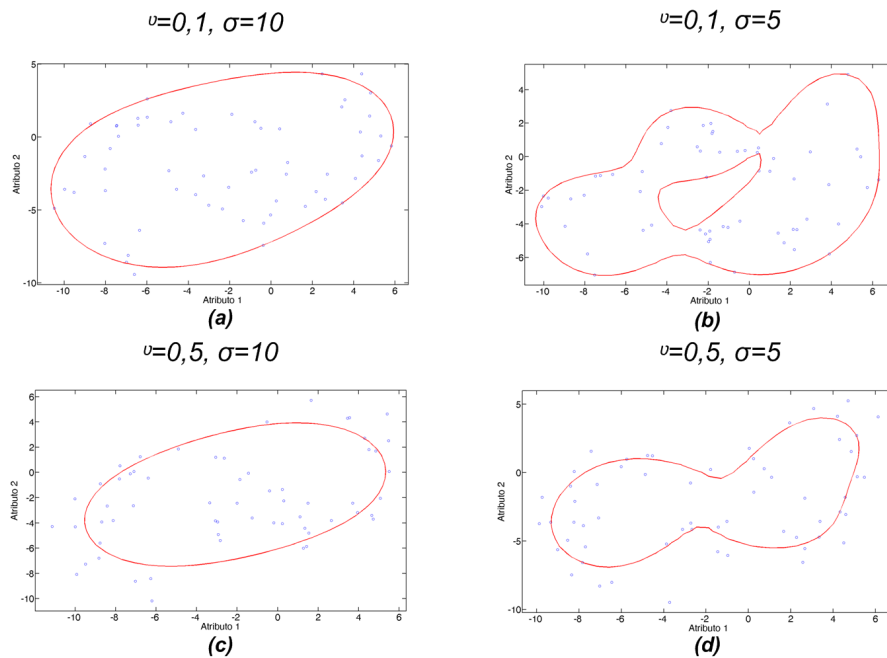 υ=0,1, σ=10
υ=0,1, σ=5
5
0
-5
-10
Atributo 2
-10 -8 -6 -4 -2 0 2 4 6
Atributo 1
(a)
4
2
0
-2
-4
-6
Atributo 2
-10 -8 -6 -4 -2 0 2 4 6
Atributo 1
(b)
υ=0,5, σ=10
υ=0,5, σ=5
6
4
2
0
-2
-4
-6
-8
-10
Atributo 2
-12 -10 -8 -6 -4 -2 0 2 4 6
Atributo 1
(c)
5
0
-5
-10
Atributo 2
-10 -8 -6 -4 -2 0 2 4 6
Atributo 1
(d)